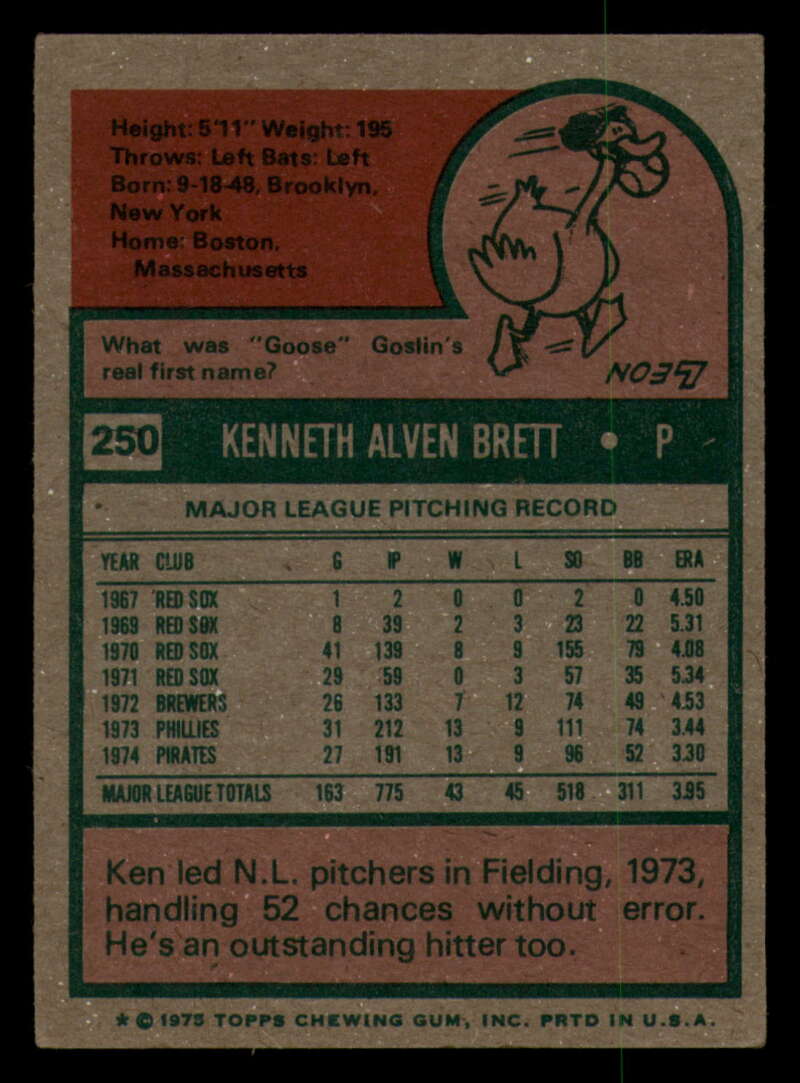 Height: 5'11" Weight: 195
Throws: Left Bats: Left
Born: 9-18-48, Brooklyn,
New York
Home: Boston,
Massachusetts
What was "Goose" Goslin's
real first name?
LEON
250 KENNETH ALVEN BRETT • P
MAJOR LEAGUE PITCHING RECORD
YEAR CLUB G IP W L SO BB ERA
1967 RED SOX 1 2 0 0 2 0 4.50
1969 RED SOX 8 39 2 3 23 22 5.31
1970 RED SOX 41 139 8 9 155 79 4.08
1971 RED SOX 29 59 0 3 57 35 5.34
1972 BREWERS 26 133 7 12 74 49 4.53
1973 PHILLIES 31 212 13 9 111 74 3.44
1974 PIRATES 27 191 13 9 96 52 3.30
MAJOR LEAGUE TOTALS 163 775 43 45 518 311 3.95
Ken led N.L. pitchers in Fielding, 1973,
handling 52 chances without error.
He's an outstanding hitter too.
* © 1975 TOPPS CHEWING GUM, INC. PRTD IN U.S.A.